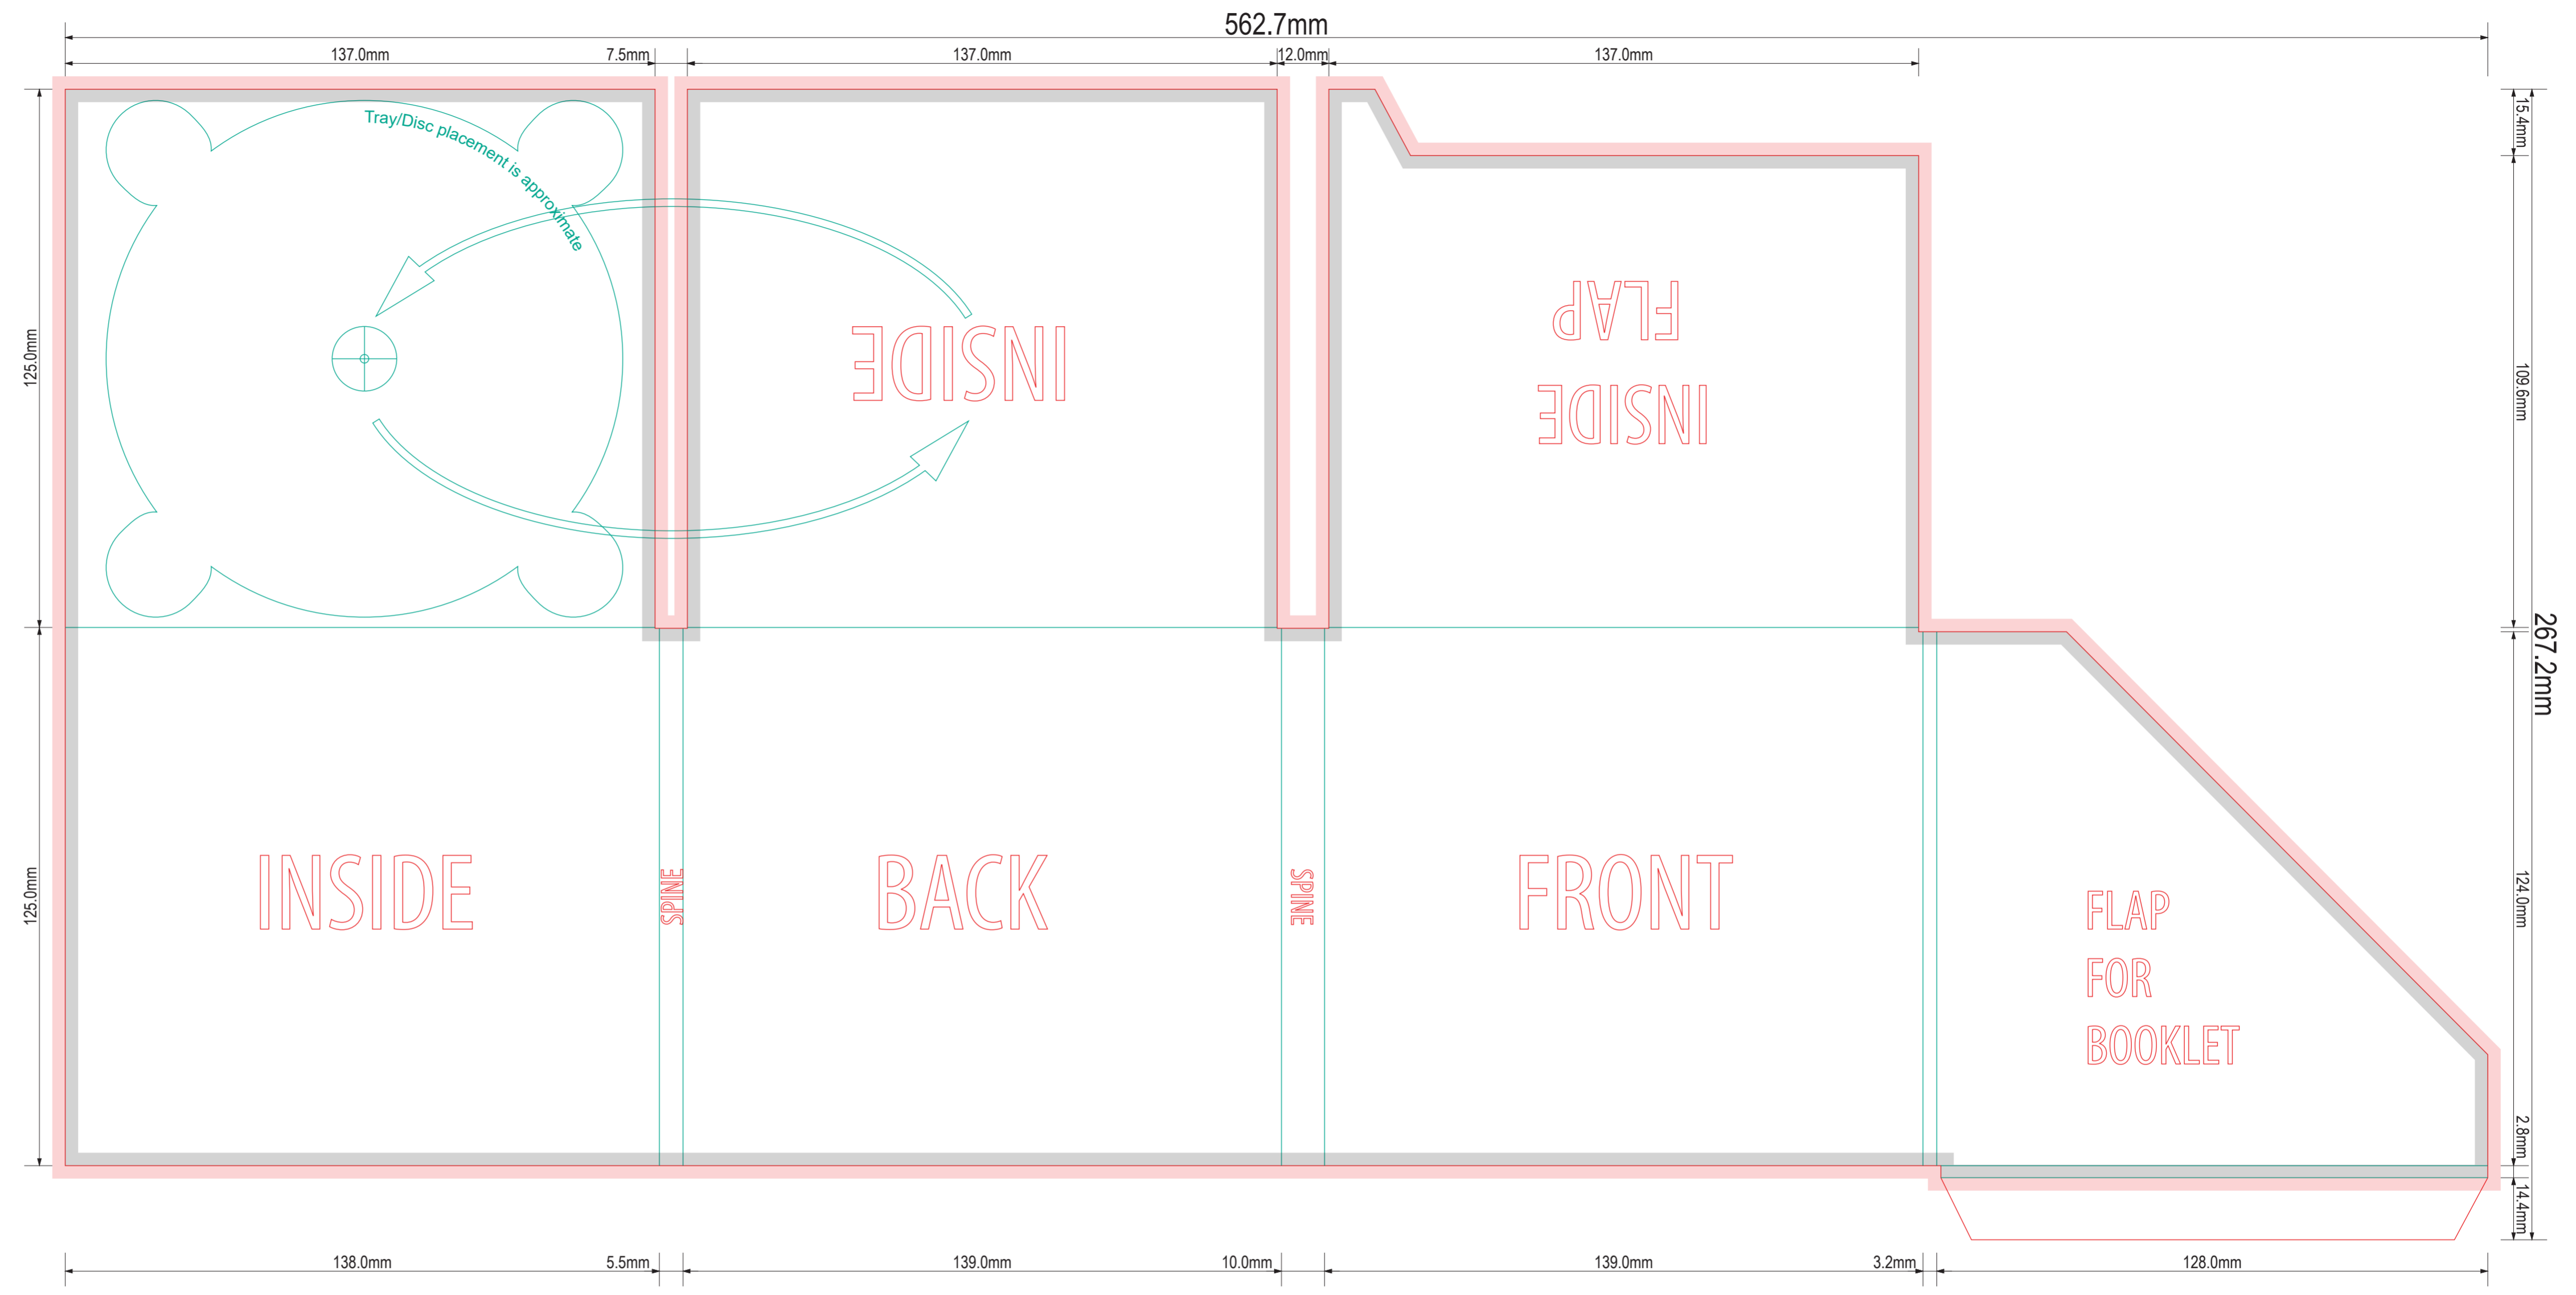 562.7mm
137.0mm 7.5mm 137.0mm 12.0mm 137.0mm
15.4mm
Tray/Disc placement is approximate
125.0mm
INSIDE
INSIDE
FLAP
109.6mm
267.2mm
125.0mm
INSIDE
SPINE
BACK
SPINE
FRONT
FLAP
FOR
BOOKLET
124.0mm
2.8mm
14.4mm
138.0mm 5.5mm 139.0mm 10.0mm 139.0mm 3.2mm 128.0mm